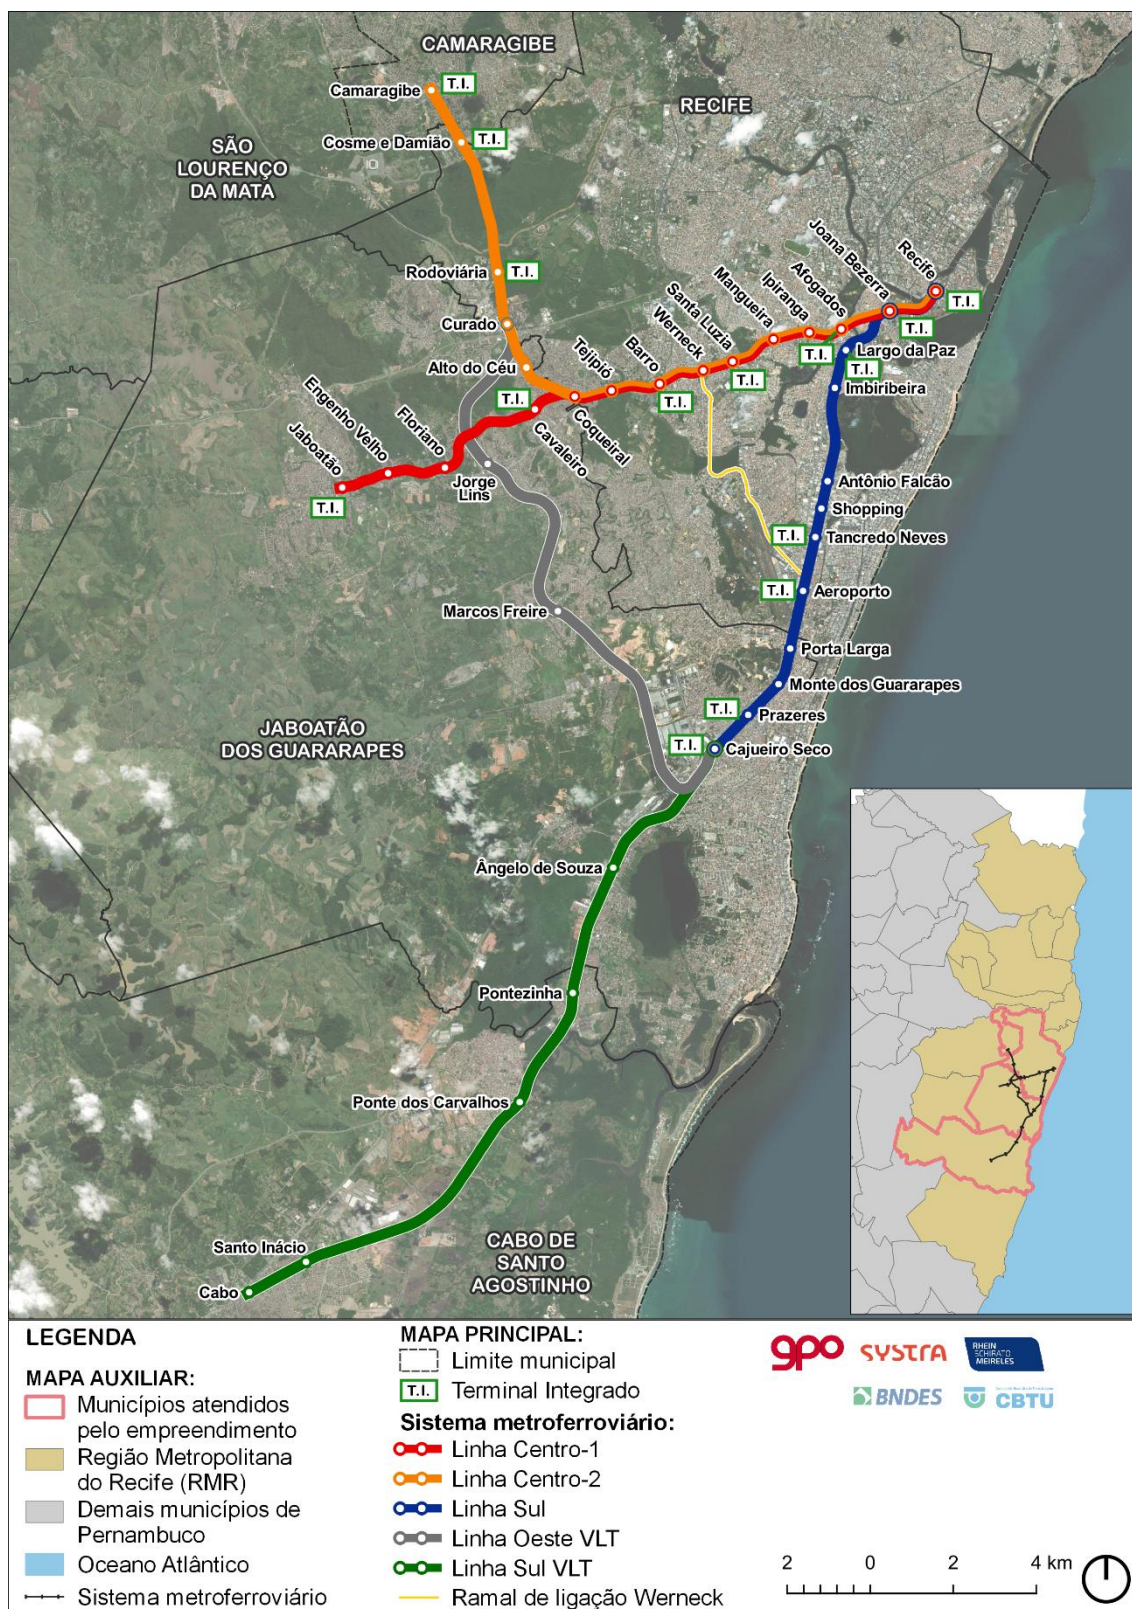 CAMARAGIBE
T.I.
Camaragibe
RECIFE
Cosme e Damião
T.I.
SÃO
LOURENÇO
DA MATA
Rodoviária
T.I.
Joana Bezerra
Recife
T.I.
Afogados
Ipiranga
Mangueira
Santa Luzia
Werneck
Curado
T.I.
T.I.
Largo da Paz
T.I.
Alto do Céu
Tejipió
Barro
T.I.
T.I.
Imbiribeira
T.I.
Engenho Velho
Floriano
Jaboatão
Cavaleiro
Coqueiral
Jorge
Lins
T.I.
Antônio Falcão
Shopping
T.I.
Tancredo Neves
T.I.
Aeroporto
Marcos Freire
Porta Larga
Monte dos Guararapes
T.I.
Prazeres
JABOATÃO
DOS GUARARAPES
T.I.
Cajueiro Seco
Ângelo de Souza
Pontezinha
Ponte dos Carvalhos
Santo Inácio
CABO DE
SANTO
AGOSTINHO
Cabo
LEGENDA
MAPA AUXILIAR:
Municípios atendidos
pelo empreendimento
Região Metropolitana
do Recife (RMR)
Demais municípios de
Pernambuco
Oceano Atlântico
Sistema metroferroviário
MAPA PRINCIPAL:
Limite municipal
T.I. Terminal Integrado
Sistema metroferroviário:
Linha Centro-1
Linha Centro-2
Linha Sul
Linha Oeste VLT
Linha Sul VLT
Ramal de ligação Werneck
gpo
SYSTRA
RHEIN
SCHIRATO
MEIRELES
BNDES
CBTU
2 0 2 4 km